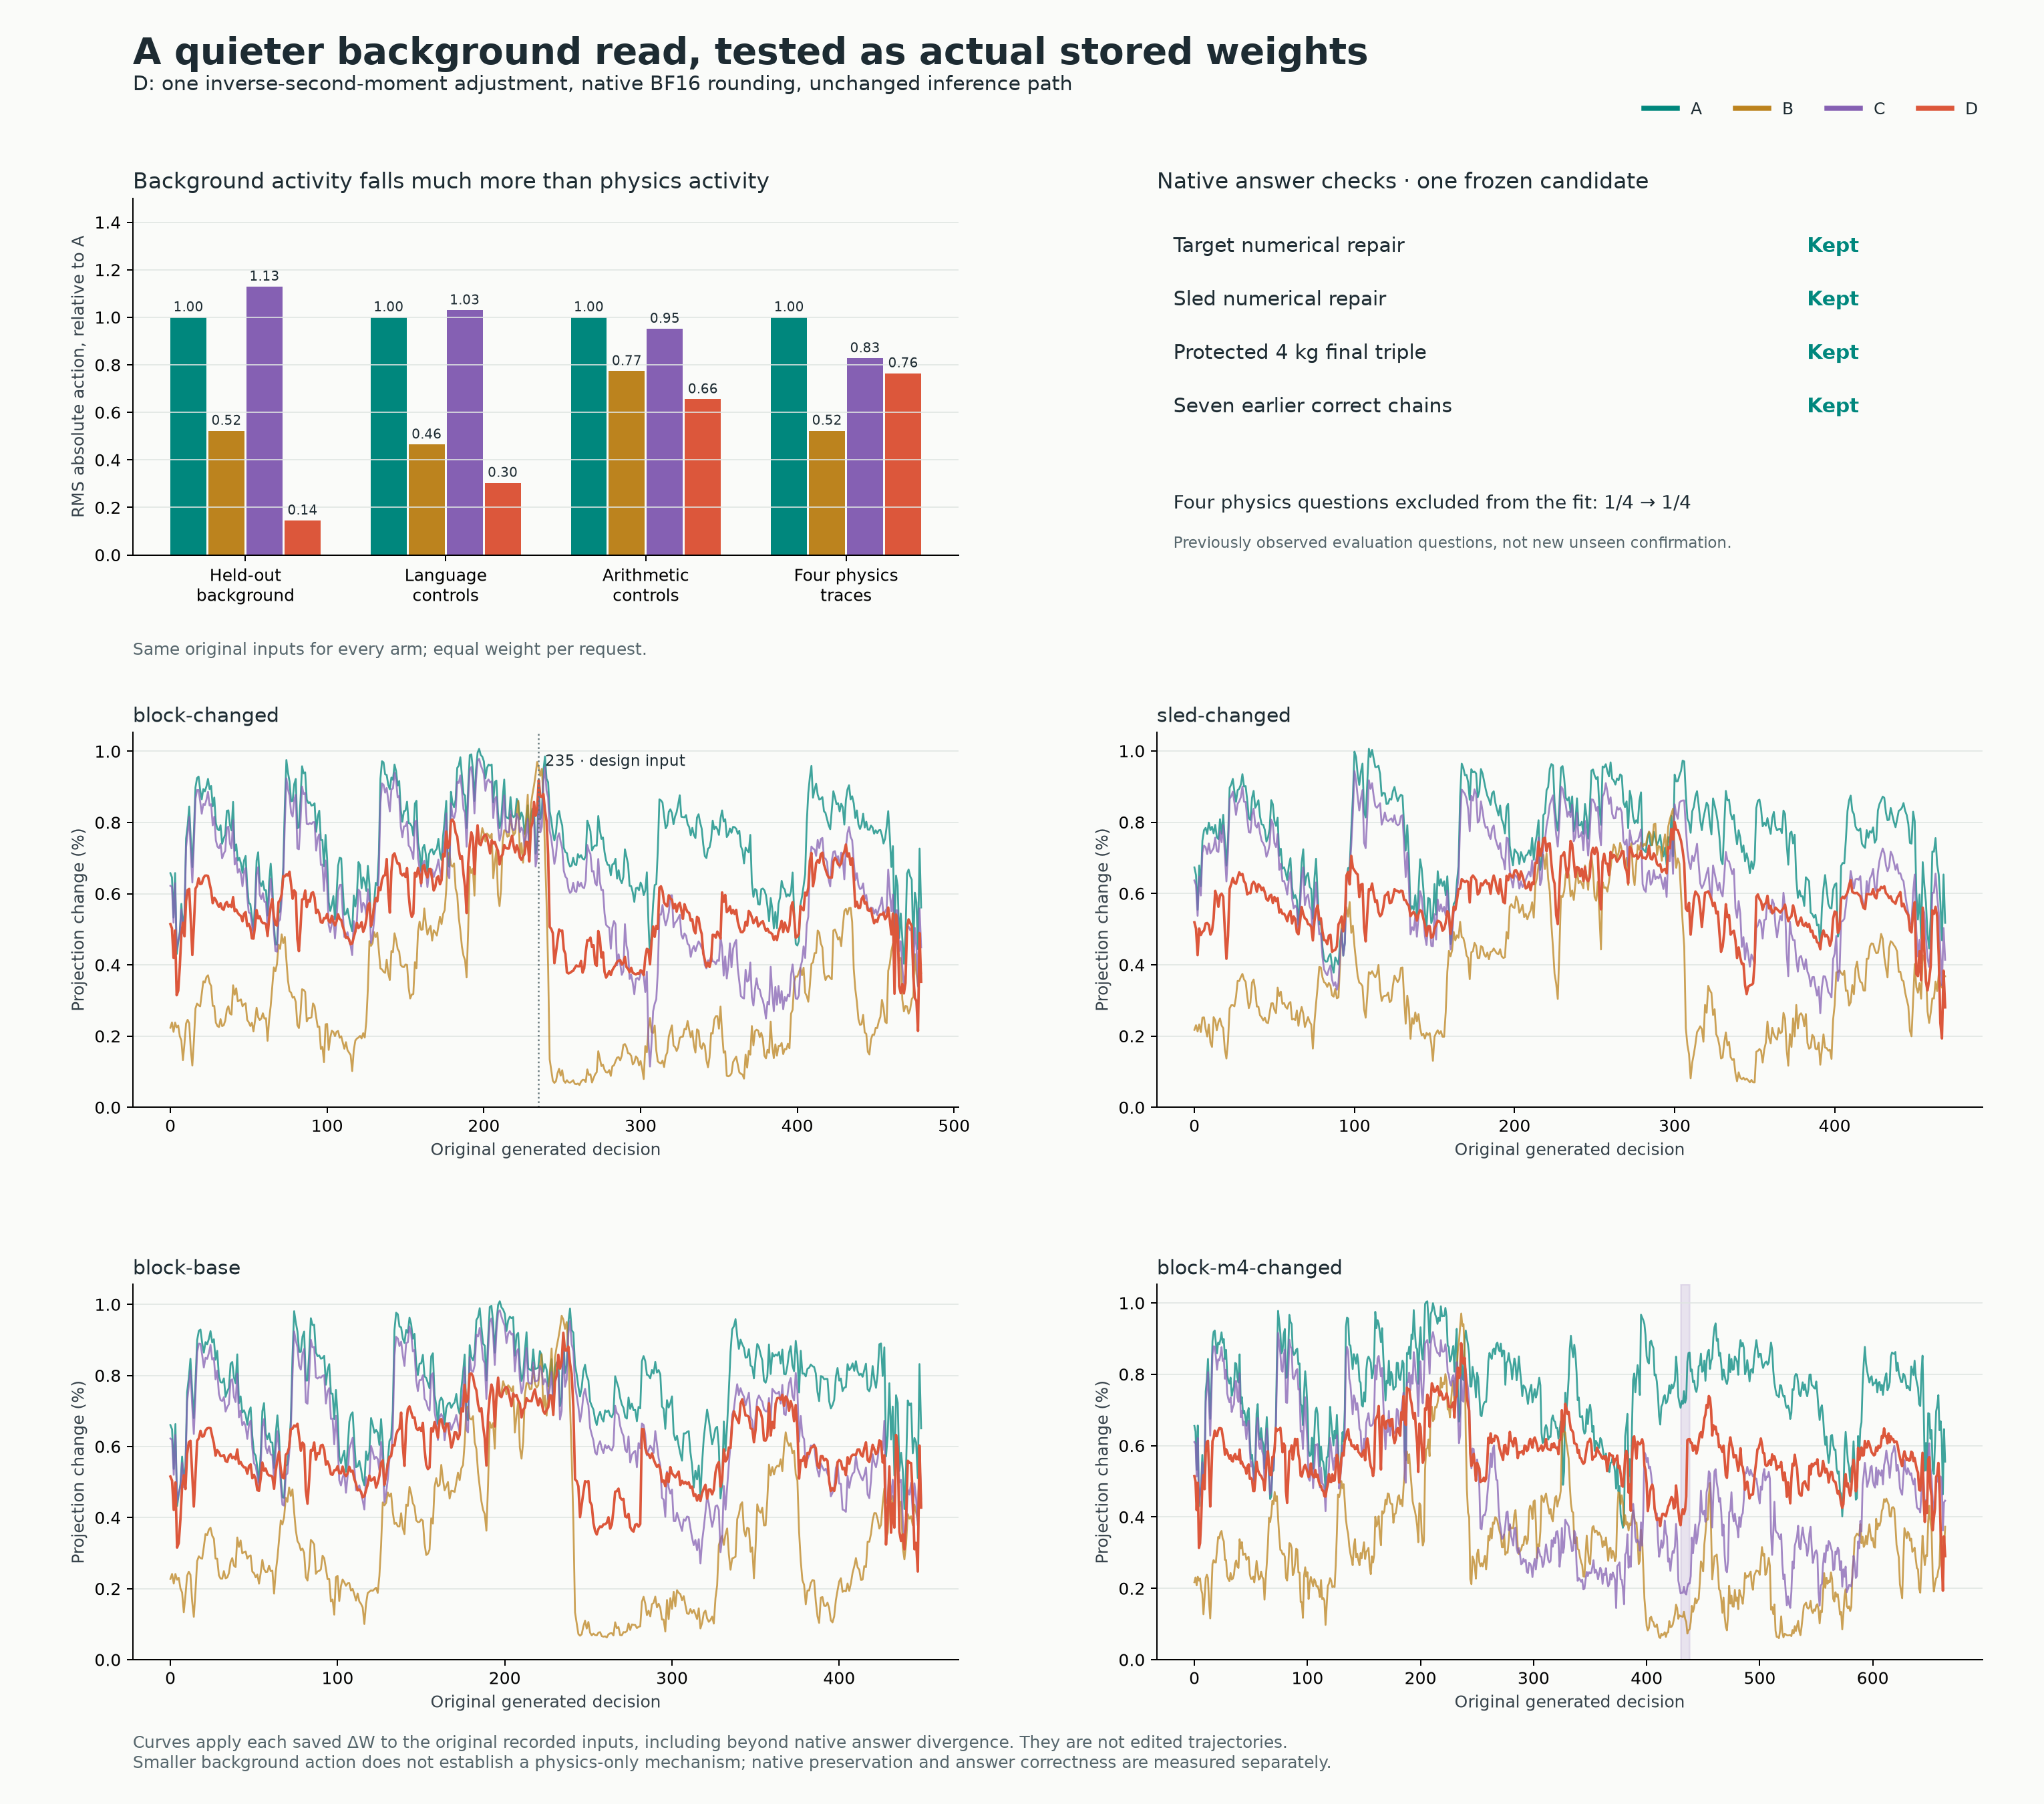 A quieter background read, tested as actual stored weights
D: one inverse-second-moment adjustment, native BF16 rounding, unchanged inference path
A
B
C
D
Background activity falls much more than physics activity
RMS absolute action, relative to A
1.4
1.2
1.0
0.8
0.6
0.4
0.2
0.0
1.00
0.52
1.13
0.14
1.00
0.46
1.03
0.30
1.00
0.77
0.95
0.66
1.00
0.52
0.83
0.76
Held-out
background
Language
controls
Arithmetic
controls
Four physics
traces
Same original inputs for every arm; equal weight per request.
Native answer checks · one frozen candidate
Target numerical repair Kept
Sled numerical repair Kept
Protected 4 kg final triple Kept
Seven earlier correct chains Kept
Four physics questions excluded from the fit: 1/4 → 1/4
Previously observed evaluation questions, not new unseen confirmation.
block-changed
Projection change (%)
1.0
0.8
0.6
0.4
0.2
0.0
235 · design input
0 100 200 300 400 500
Original generated decision
sled-changed
Projection change (%)
1.0
0.8
0.6
0.4
0.2
0.0
0 100 200 300 400
Original generated decision
block-base
Projection change (%)
1.0
0.8
0.6
0.4
0.2
0.0
0 100 200 300 400
Original generated decision
block-m4-changed
Projection change (%)
1.0
0.8
0.6
0.4
0.2
0.0
0 100 200 300 400 500 600
Original generated decision
Curves apply each saved ΔW to the original recorded inputs, including beyond native answer divergence. They are not edited trajectories.
Smaller background action does not establish a physics-only mechanism; native preservation and answer correctness are measured separately.